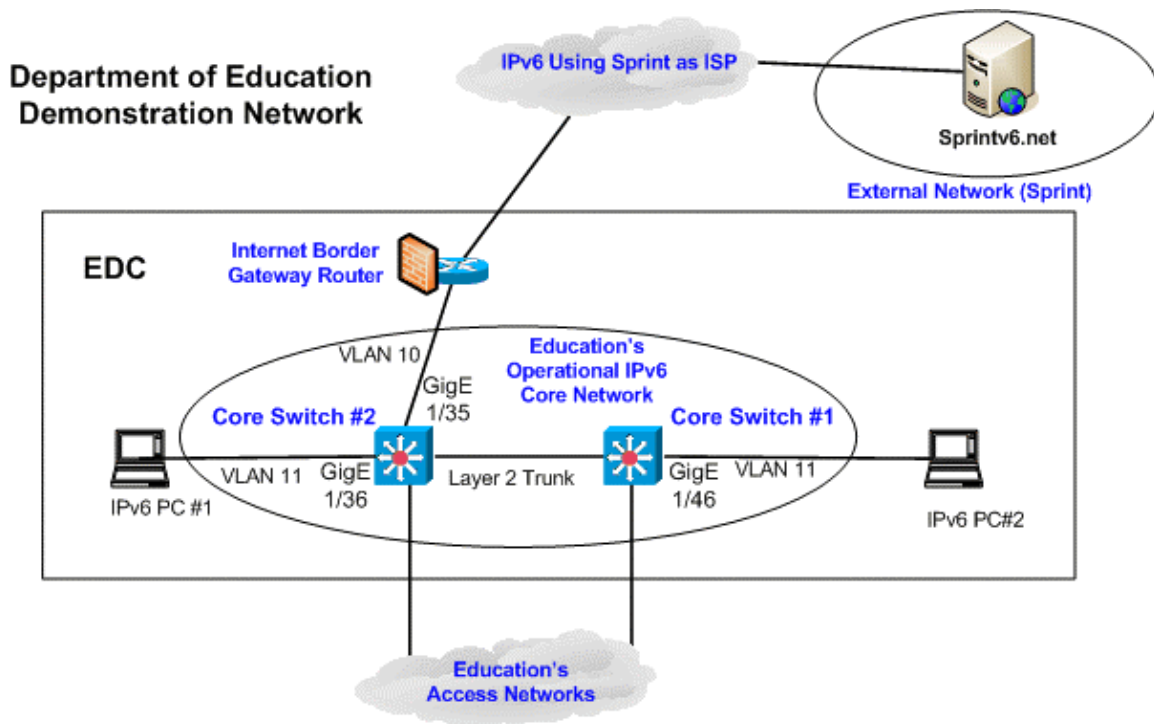 Department of Education
Demonstration Network
IPv6 Using Sprint as ISP
Sprintv6.net
External Network (Sprint)
EDC
Internet Border
Gateway Router
VLAN 10
Education's
Operational IPv6
Core Network
GigE
1/35
Core Switch #2
Core Switch #1
VLAN 11
GigE
1/36
Layer 2 Trunk
GigE
1/46
VLAN 11
IPv6 PC #1
IPv6 PC#2
Education's
Access Networks